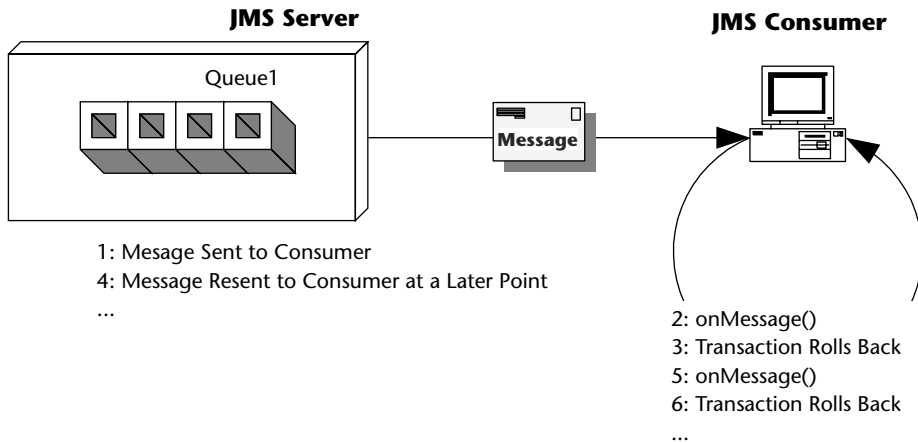 JMS Server
JMS Consumer
Queue1
Message
1: Mesage Sent to Consumer
4: Message Resent to Consumer at a Later Point
...
2: onMessage()
3: Transaction Rolls Back
5: onMessage()
6: Transaction Rolls Back
...